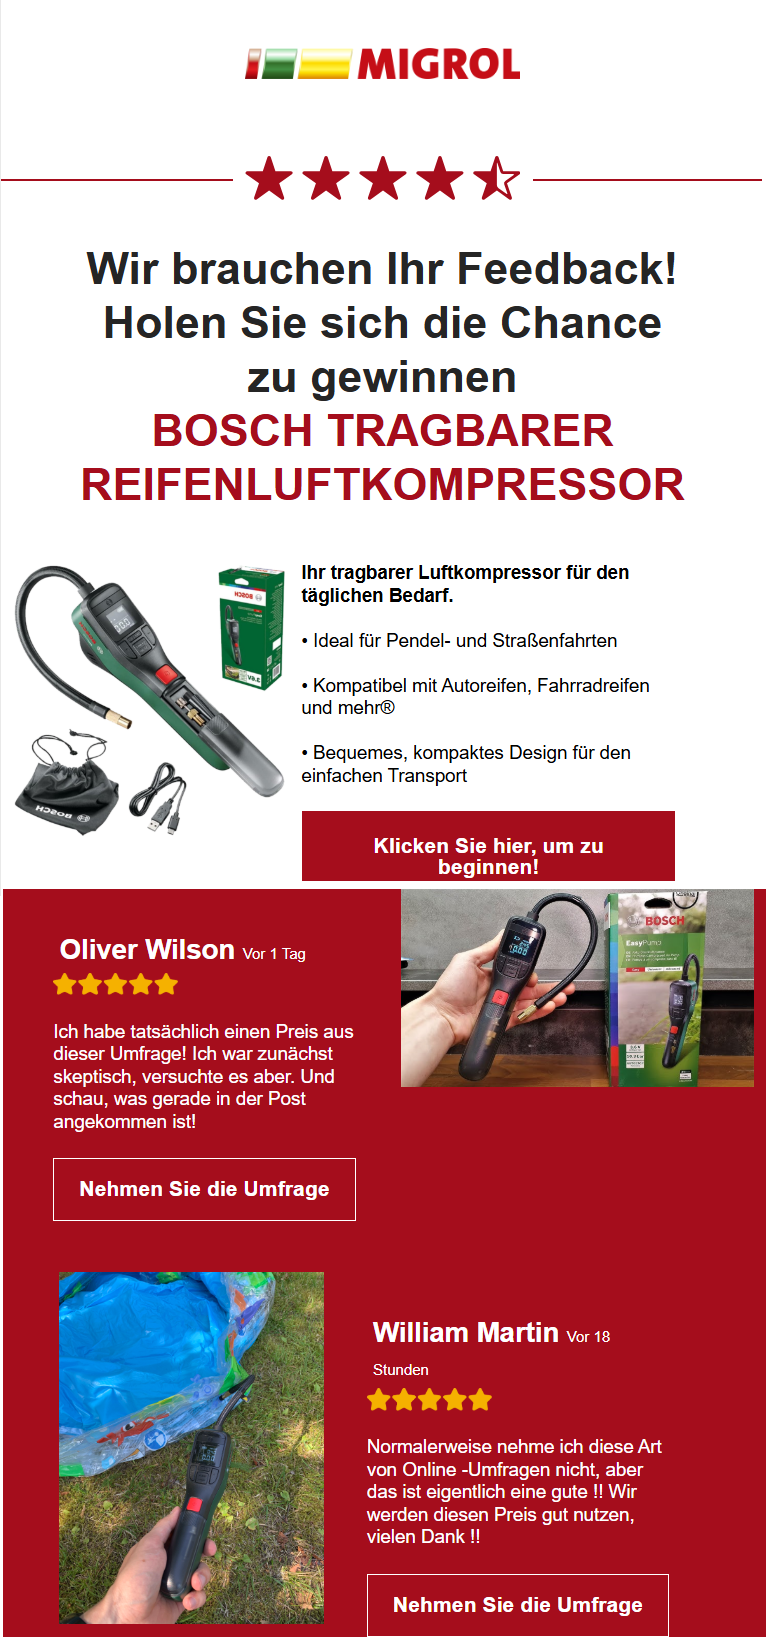 MIGROL
Wir brauchen Ihr Feedback!
Holen Sie sich die Chance
zu gewinnen
BOSCH TRAGBARER
REIFENLUFTKOMPRESSOR
Ihr tragbarer Luftkompressor für den
täglichen Bedarf.
• Ideal für Pendel- und Straßenfahrten
• Kompatibel mit Autoreifen, Fahrradreifen
und mehr®
• Bequemes, kompaktes Design für den
einfachen Transport
BOSCH
Klicken Sie hier, um zu
beginnen!
Oliver Wilson Vor 1 Tag
Ich habe tatsächlich einen Preis aus
dieser Umfrage! Ich war zunächst
skeptisch, versuchte es aber. Und
schau, was gerade in der Post
angekommen ist!
Nehmen Sie die Umfrage
BOSCH
EasyPump
William Martin Vor 18
Stunden
Normalerweise nehme ich diese Art
von Online -Umfragen nicht, aber
das ist eigentlich eine gute !! Wir
werden diesen Preis gut nutzen,
vielen Dank !!
Nehmen Sie die Umfrage